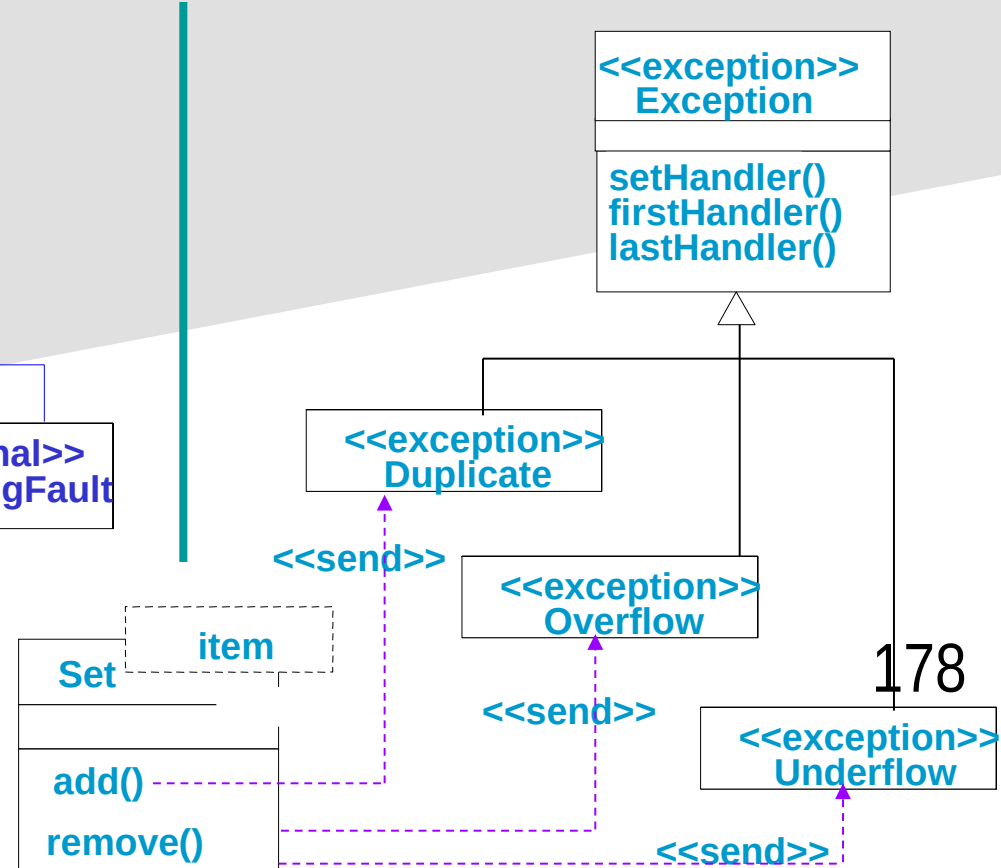 <<exception>>
Exception
setHandler()
firstHandler()
lastHandler()
nal>>
gFault
<<exception>>
Duplicate
<<send>>
<<exception>>
Overflow
item
Set
178
<<send>>
<<exception>>
Underflow
add()
remove()
<<send>>